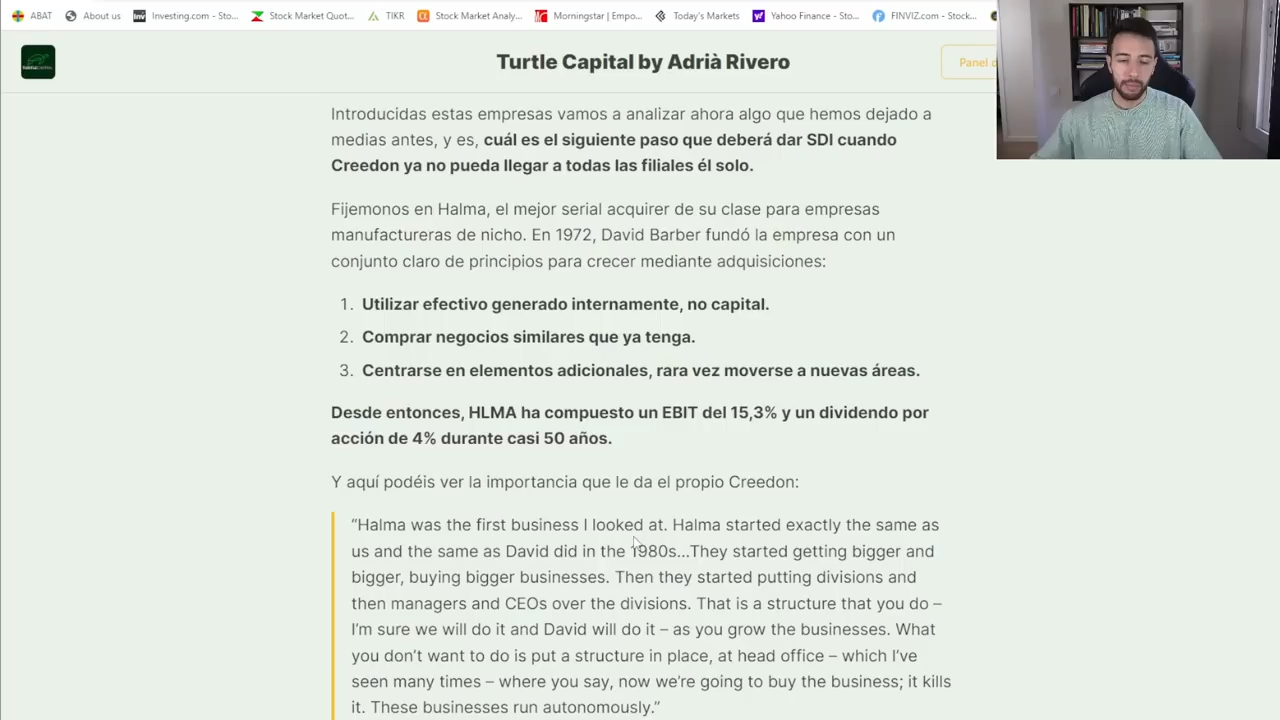 ABAT About us Investing.com - Sto... Stock Market Quot... TIKR Stock Market Analy... Morningstar | Empo... Today's Markets Yahoo Finance - Sto... FINVIZ.com - Stock...
Turtle Capital by Adrià Rivero
Panel d
Introducidas estas empresas vamos a analizar ahora algo que hemos dejado a
medias antes, y es, cuál es el siguiente paso que deberá dar SDI cuando
Creedon ya no pueda llegar a todas las filiales él solo.
Fijemonos en Halma, el mejor serial acquirer de su clase para empresas
manufactureras de nicho. En 1972, David Barber fundó la empresa con un
conjunto claro de principios para crecer mediante adquisiciones:
1. Utilizar efectivo generado internamente, no capital.
2. Comprar negocios similares que ya tenga.
3. Centrarse en elementos adicionales, rara vez moverse a nuevas áreas.
Desde entonces, HLMA ha compuesto un EBIT del 15,3% y un dividendo por
acción de 4% durante casi 50 años.
Y aquí podéis ver la importancia que le da el propio Creedon:
“Halma was the first business I looked at. Halma started exactly the same as
us and the same as David did in the 1980s...They started getting bigger and
bigger, buying bigger businesses. Then they started putting divisions and
then managers and CEOs over the divisions. That is a structure that you do –
I’m sure we will do it and David will do it – as you grow the businesses. What
you don’t want to do is put a structure in place, at head office – which I’ve
seen many times – where you say, now we’re going to buy the business; it kills
it. These businesses run autonomously.”